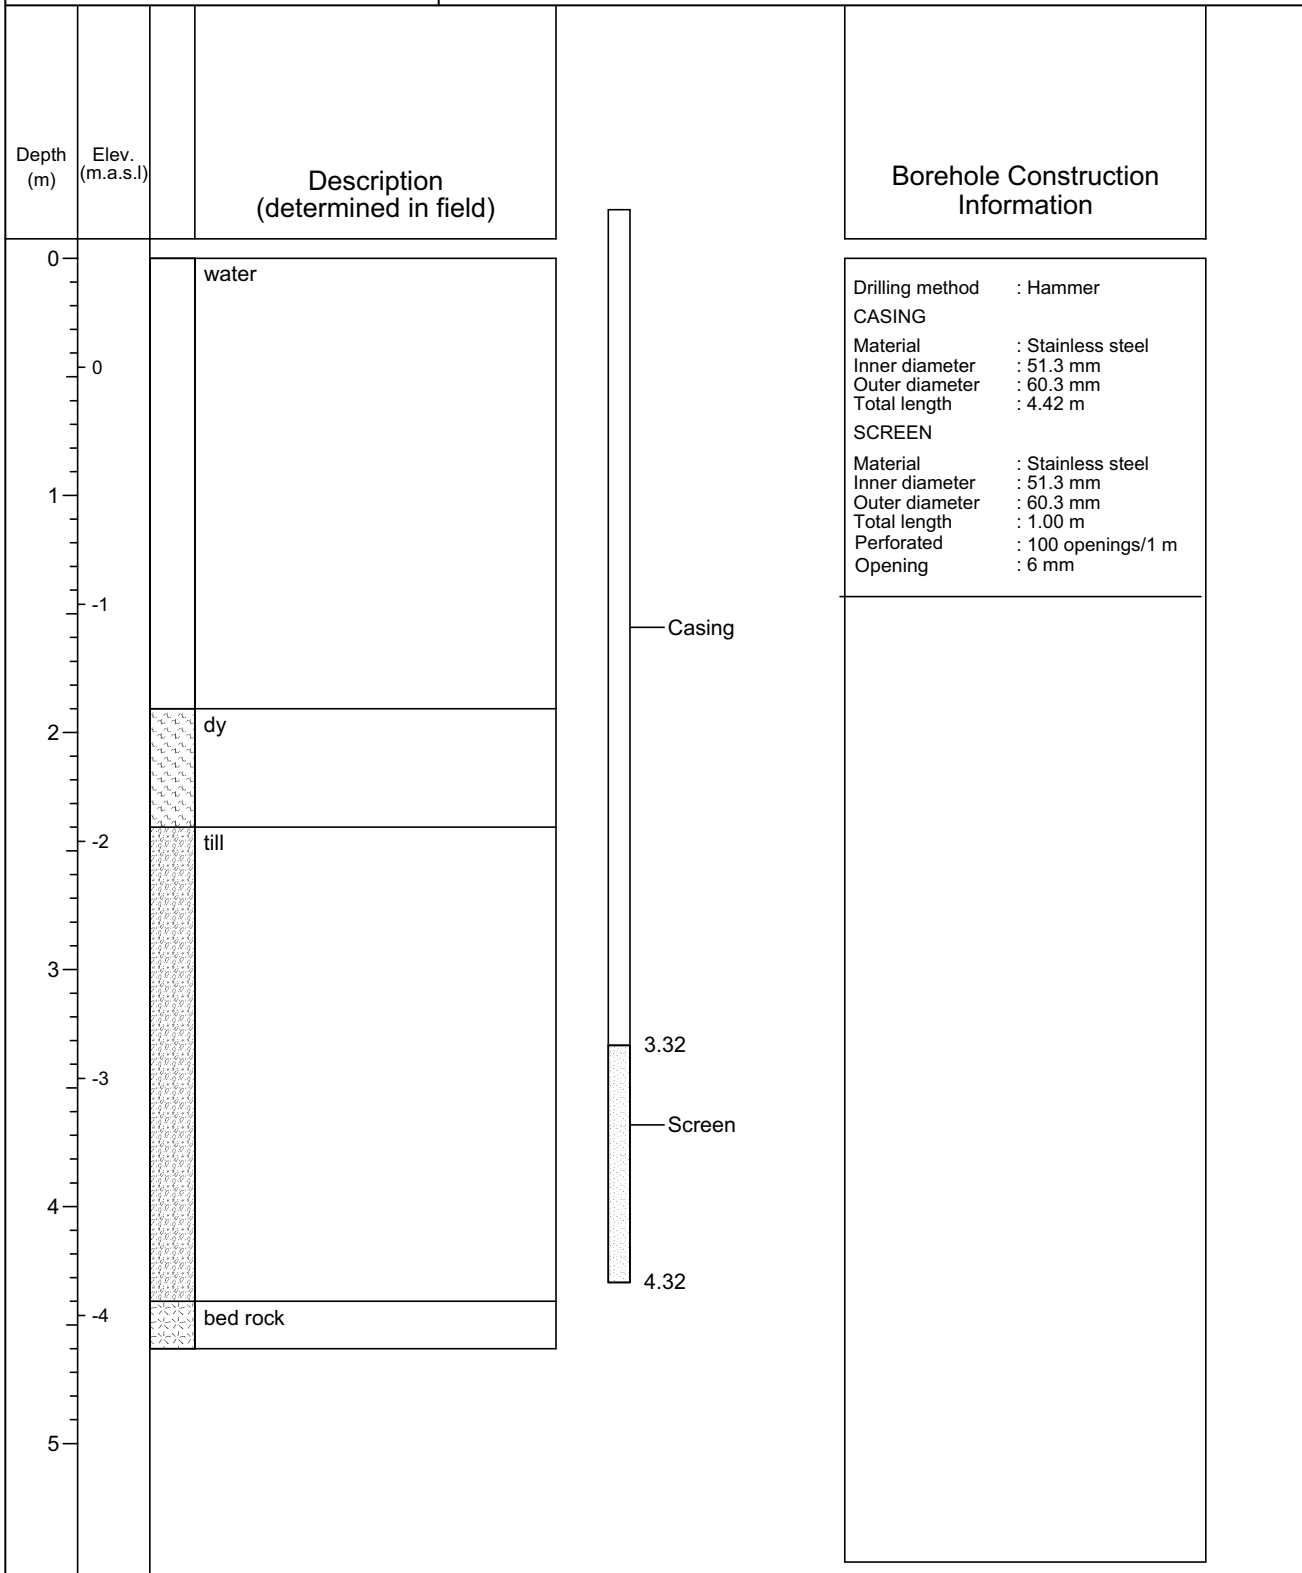 Depth
(m)
Elev.
(m.a.s.l)
Description
(determined in field)
Borehole Construction
Information
0
1
2
3
4
5
0
-1
-2
-3
-4
water
dy
till
bed rock
Casing
3.32
Screen
4.32
Drilling method : Hammer
CASING
Material : Stainless steel
Inner diameter : 51.3 mm
Outer diameter : 60.3 mm
Total length : 4.42 m
SCREEN
Material : Stainless steel
Inner diameter : 51.3 mm
Outer diameter : 60.3 mm
Total length : 1.00 m
Perforated : 100 openings/1 m
Opening : 6 mm